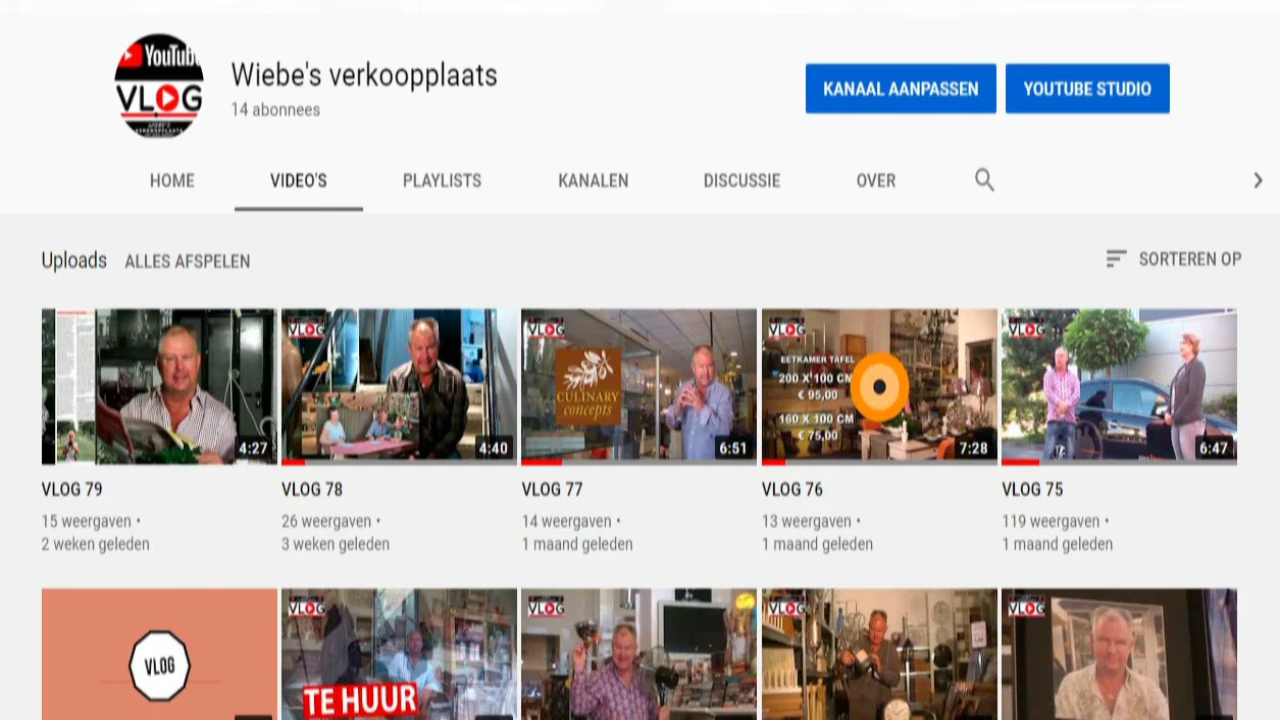 YouTube
VLOG
Wiebe's verkoopplaats
14 abonnees
KANAAL AANPASSEN
YOUTUBE STUDIO
HOME
VIDEO'S
PLAYLISTS
KANALEN
DISCUSSIE
OVER
Uploads
ALLES AFSPELEN
SORTEREN OP
VLOG
VLOG
VLOG
VLOG
CULINARY
concepts
EETKAMER TAFEL
200 X 100 CM
€ 95,00
160 X 100 CM
€ 75,00
4:27
4:40
6:51
7:28
6:47
VLOG 79
VLOG 78
VLOG 77
VLOG 76
VLOG 75
15 weergaven •
26 weergaven •
14 weergaven •
13 weergaven •
119 weergaven •
2 weken geleden
3 weken geleden
1 maand geleden
1 maand geleden
1 maand geleden
VLOG
VLOG
VLOG
VLOG
VLOG
TE HUUR